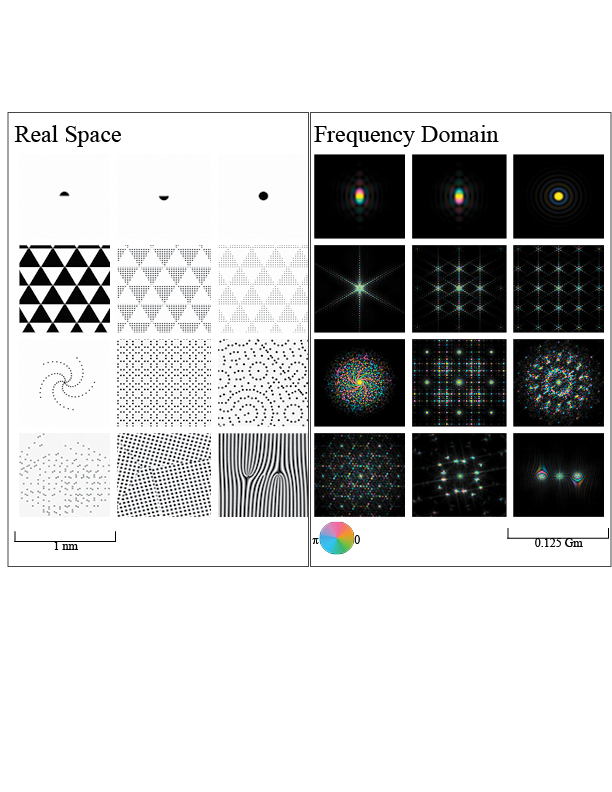 Real Space
Frequency Domain
π
0
1 nm
0.125 Gm